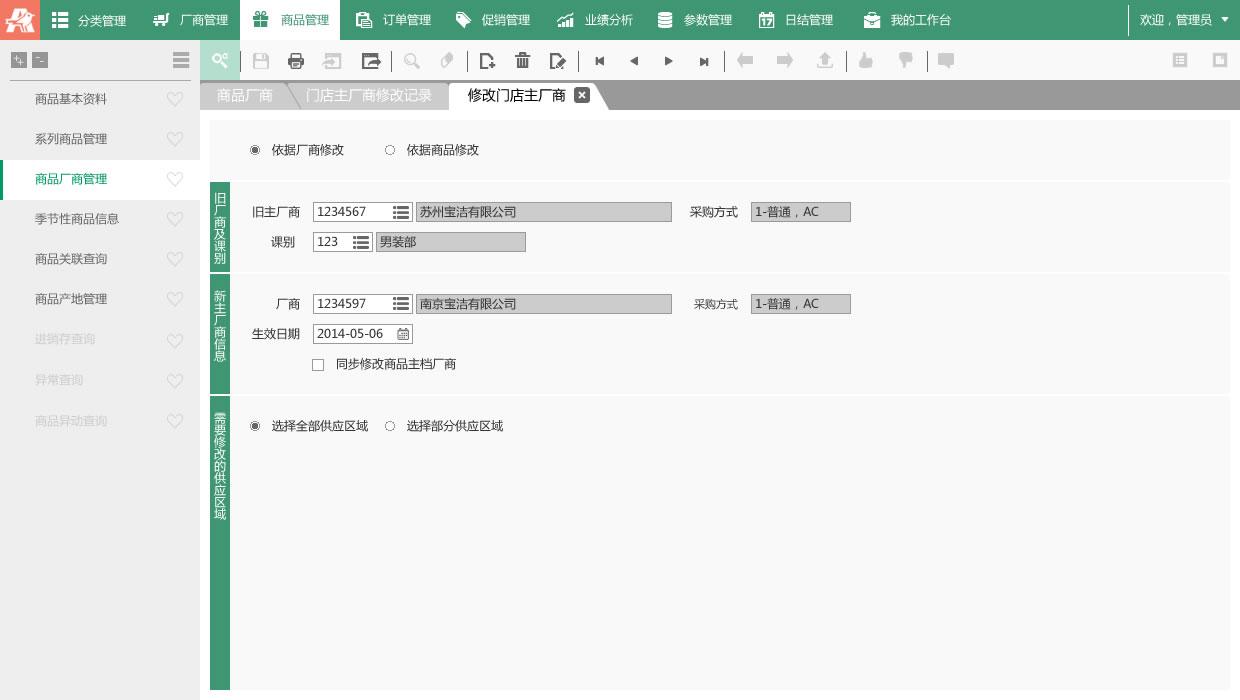 分类管理 厂商管理 商品管理 订单管理 促销管理 业绩分析 参数管理 日结管理 我的工作台 欢迎，管理员
商品厂商 门店主厂商修改记录 修改门店主厂商
商品基本资料
系列商品管理
商品厂商管理
季节性商品信息
商品关联查询
商品产地管理
进销存查询
异常查询
商品异动查询
依据厂商修改 依据商品修改
旧厂商及课别
旧主厂商 1234567 苏州宝洁有限公司 采购方式 1-普通，AC
课别 123 男装部
新主厂商信息
厂商 1234597 南京宝洁有限公司 采购方式 1-普通，AC
生效日期 2014-05-06
同步修改商品主档厂商
需要修改的供应区域
选择全部供应区域 选择部分供应区域